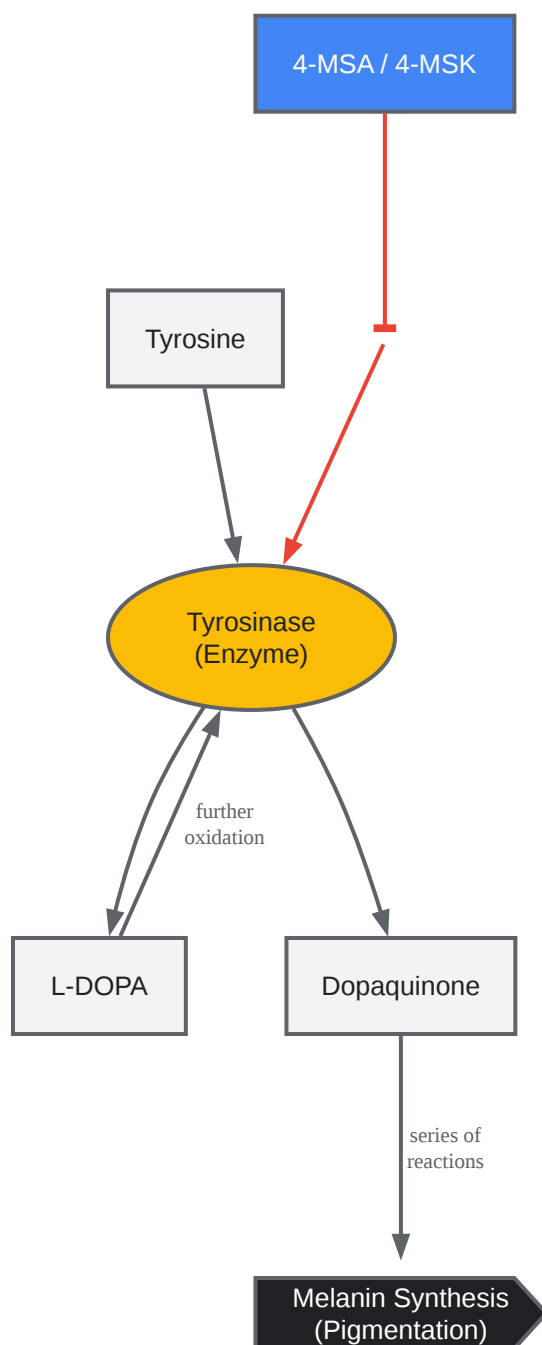 4-MSA / 4-MSK
Tyrosine
Tyrosinase
(Enzyme)
further
oxidation
L-DOPA
Dopaquinone
series of
reactions
Melanin Synthesis
(Pigmentation)